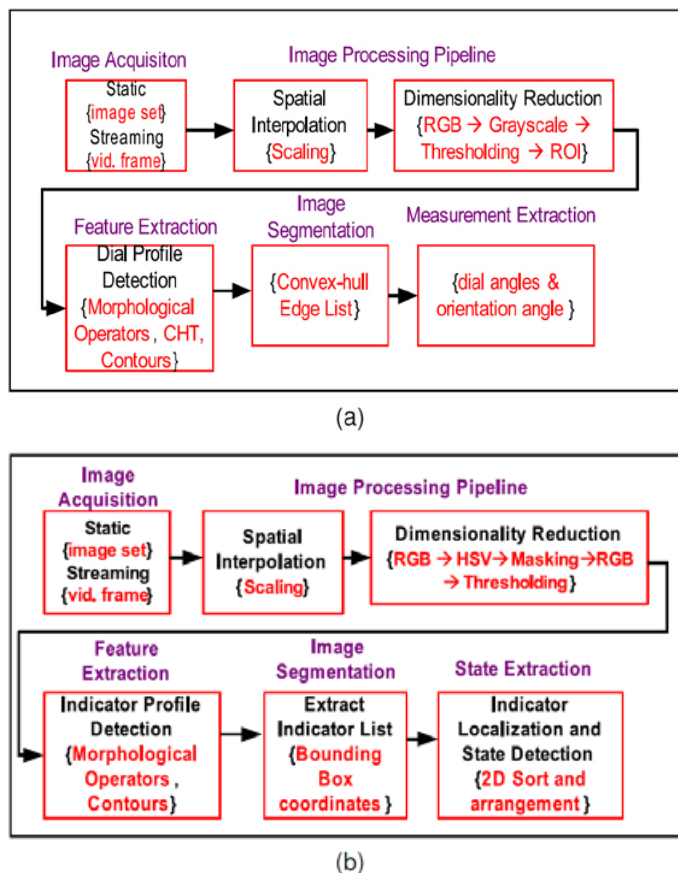 Image Acquisiton
Image Processing Pipeline
Static
{image set}
Streaming
{vid. frame}
Spatial
Interpolation
{Scaling}
Dimensionality Reduction
{RGB → Grayscale →
Thresholding → ROI}
Feature Extraction
Image
Segmentation
Measurement Extraction
Dial Profile
Detection
{Morphological
Operators, CHT,
Contours}
{Convex-hull
Edge List}
{dial angles &
orientation angle }
(a)
Image
Acquisition
Image Processing Pipeline
Static
{image set}
Streaming
{vid. frame}
Spatial
Interpolation
{Scaling}
Dimensionality Reduction
{RGB → HSV→ Masking→RGB
→ Thresholding}
Feature
Extraction
Image
Segmentation
State Extraction
Indicator Profile
Detection
{Morphological
Operators ,
Contours}
Extract
Indicator List
{Bounding
Box
coordinates}
Indicator
Localization and
State Detection
{2D Sort and
arrangement}
(b)